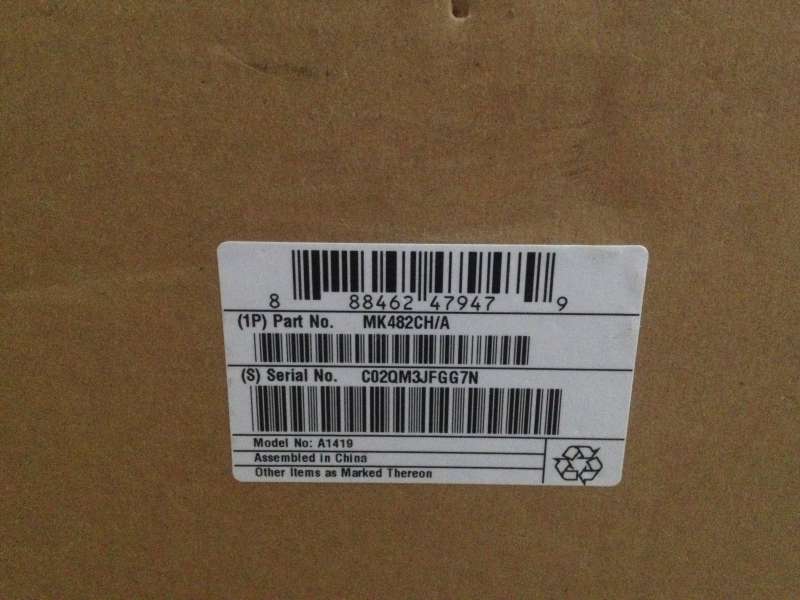 8 88462 47947 9
(1P) Part No. MK482CH/A
(S) Serial No. C02QM3JFGG7N
Model No: A1419
Assembled in China
Other Items as Marked Thereon